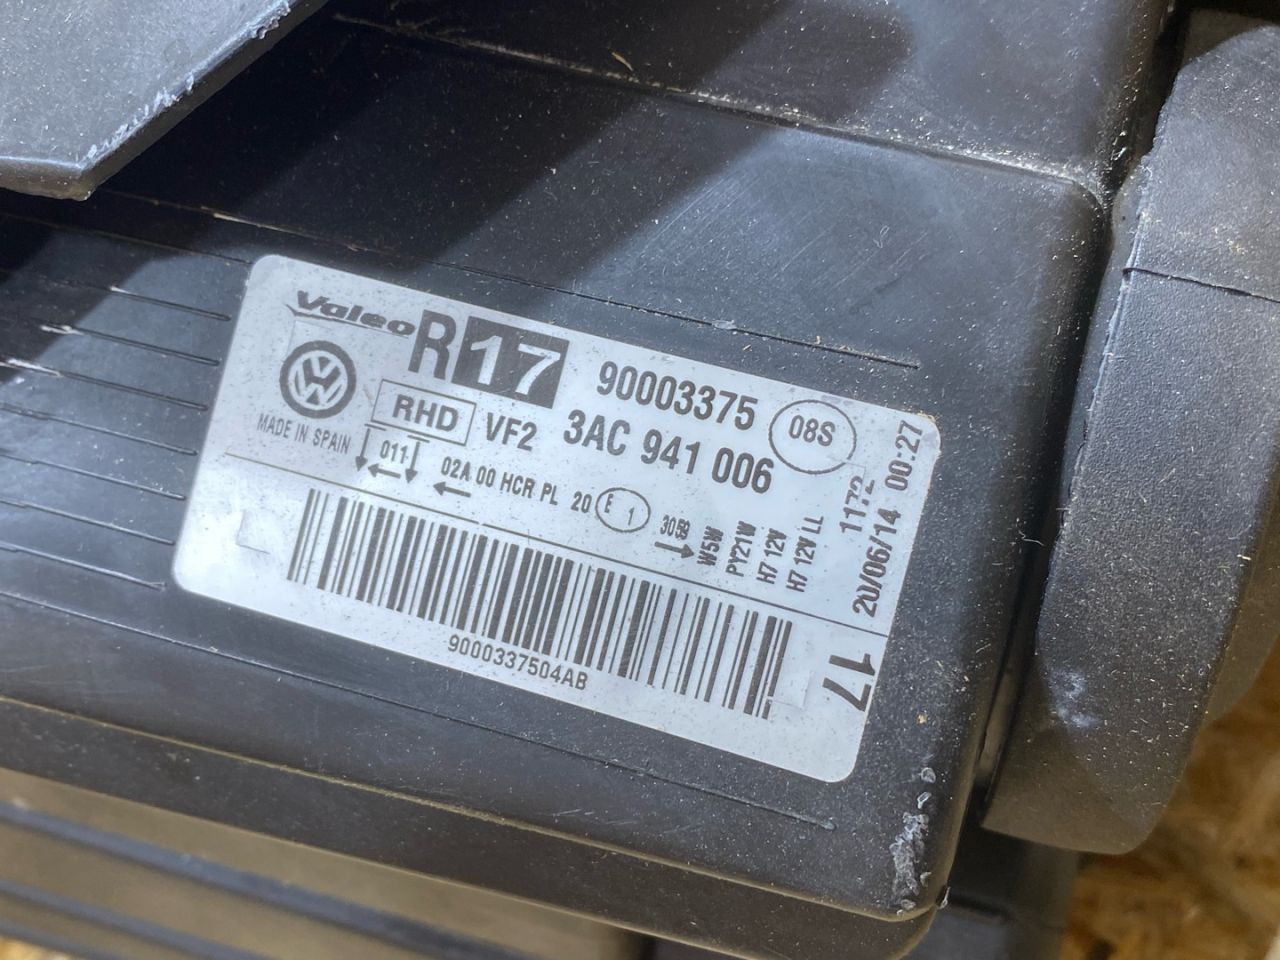 Valeo R 17 90003375 08S
RHD VF2 3AC 941 006
MADE IN SPAIN
011 02A 00 HCR PL 20 E 1 3059
W5W
PY21W
H7 12V
H7 12V LL
1172
20/06/14 00:27
9000337504AB
17